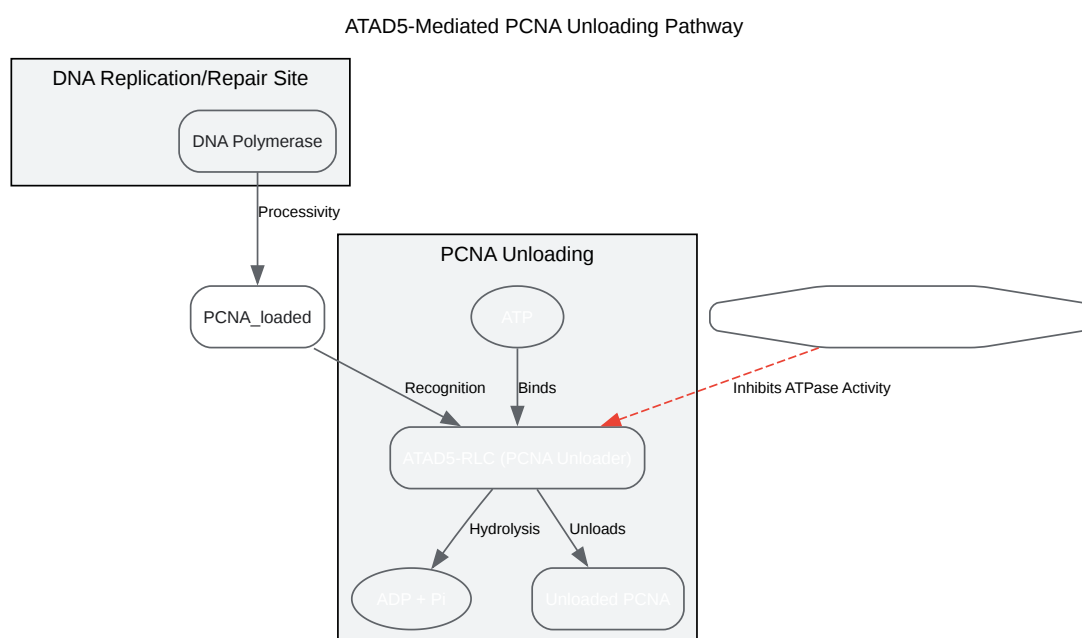 ATAD5-Mediated PCNA Unloading Pathway
DNA Replication/Repair Site
DNA Polymerase
Processivity
PCNA Unloading
PCNA_loaded
ATP
Recognition
Binds
Inhibits ATPase Activity
ATAD5-RLC (PCNA Unloader)
Hydrolysis
Unloads
ADP + Pi
Unloaded PCNA